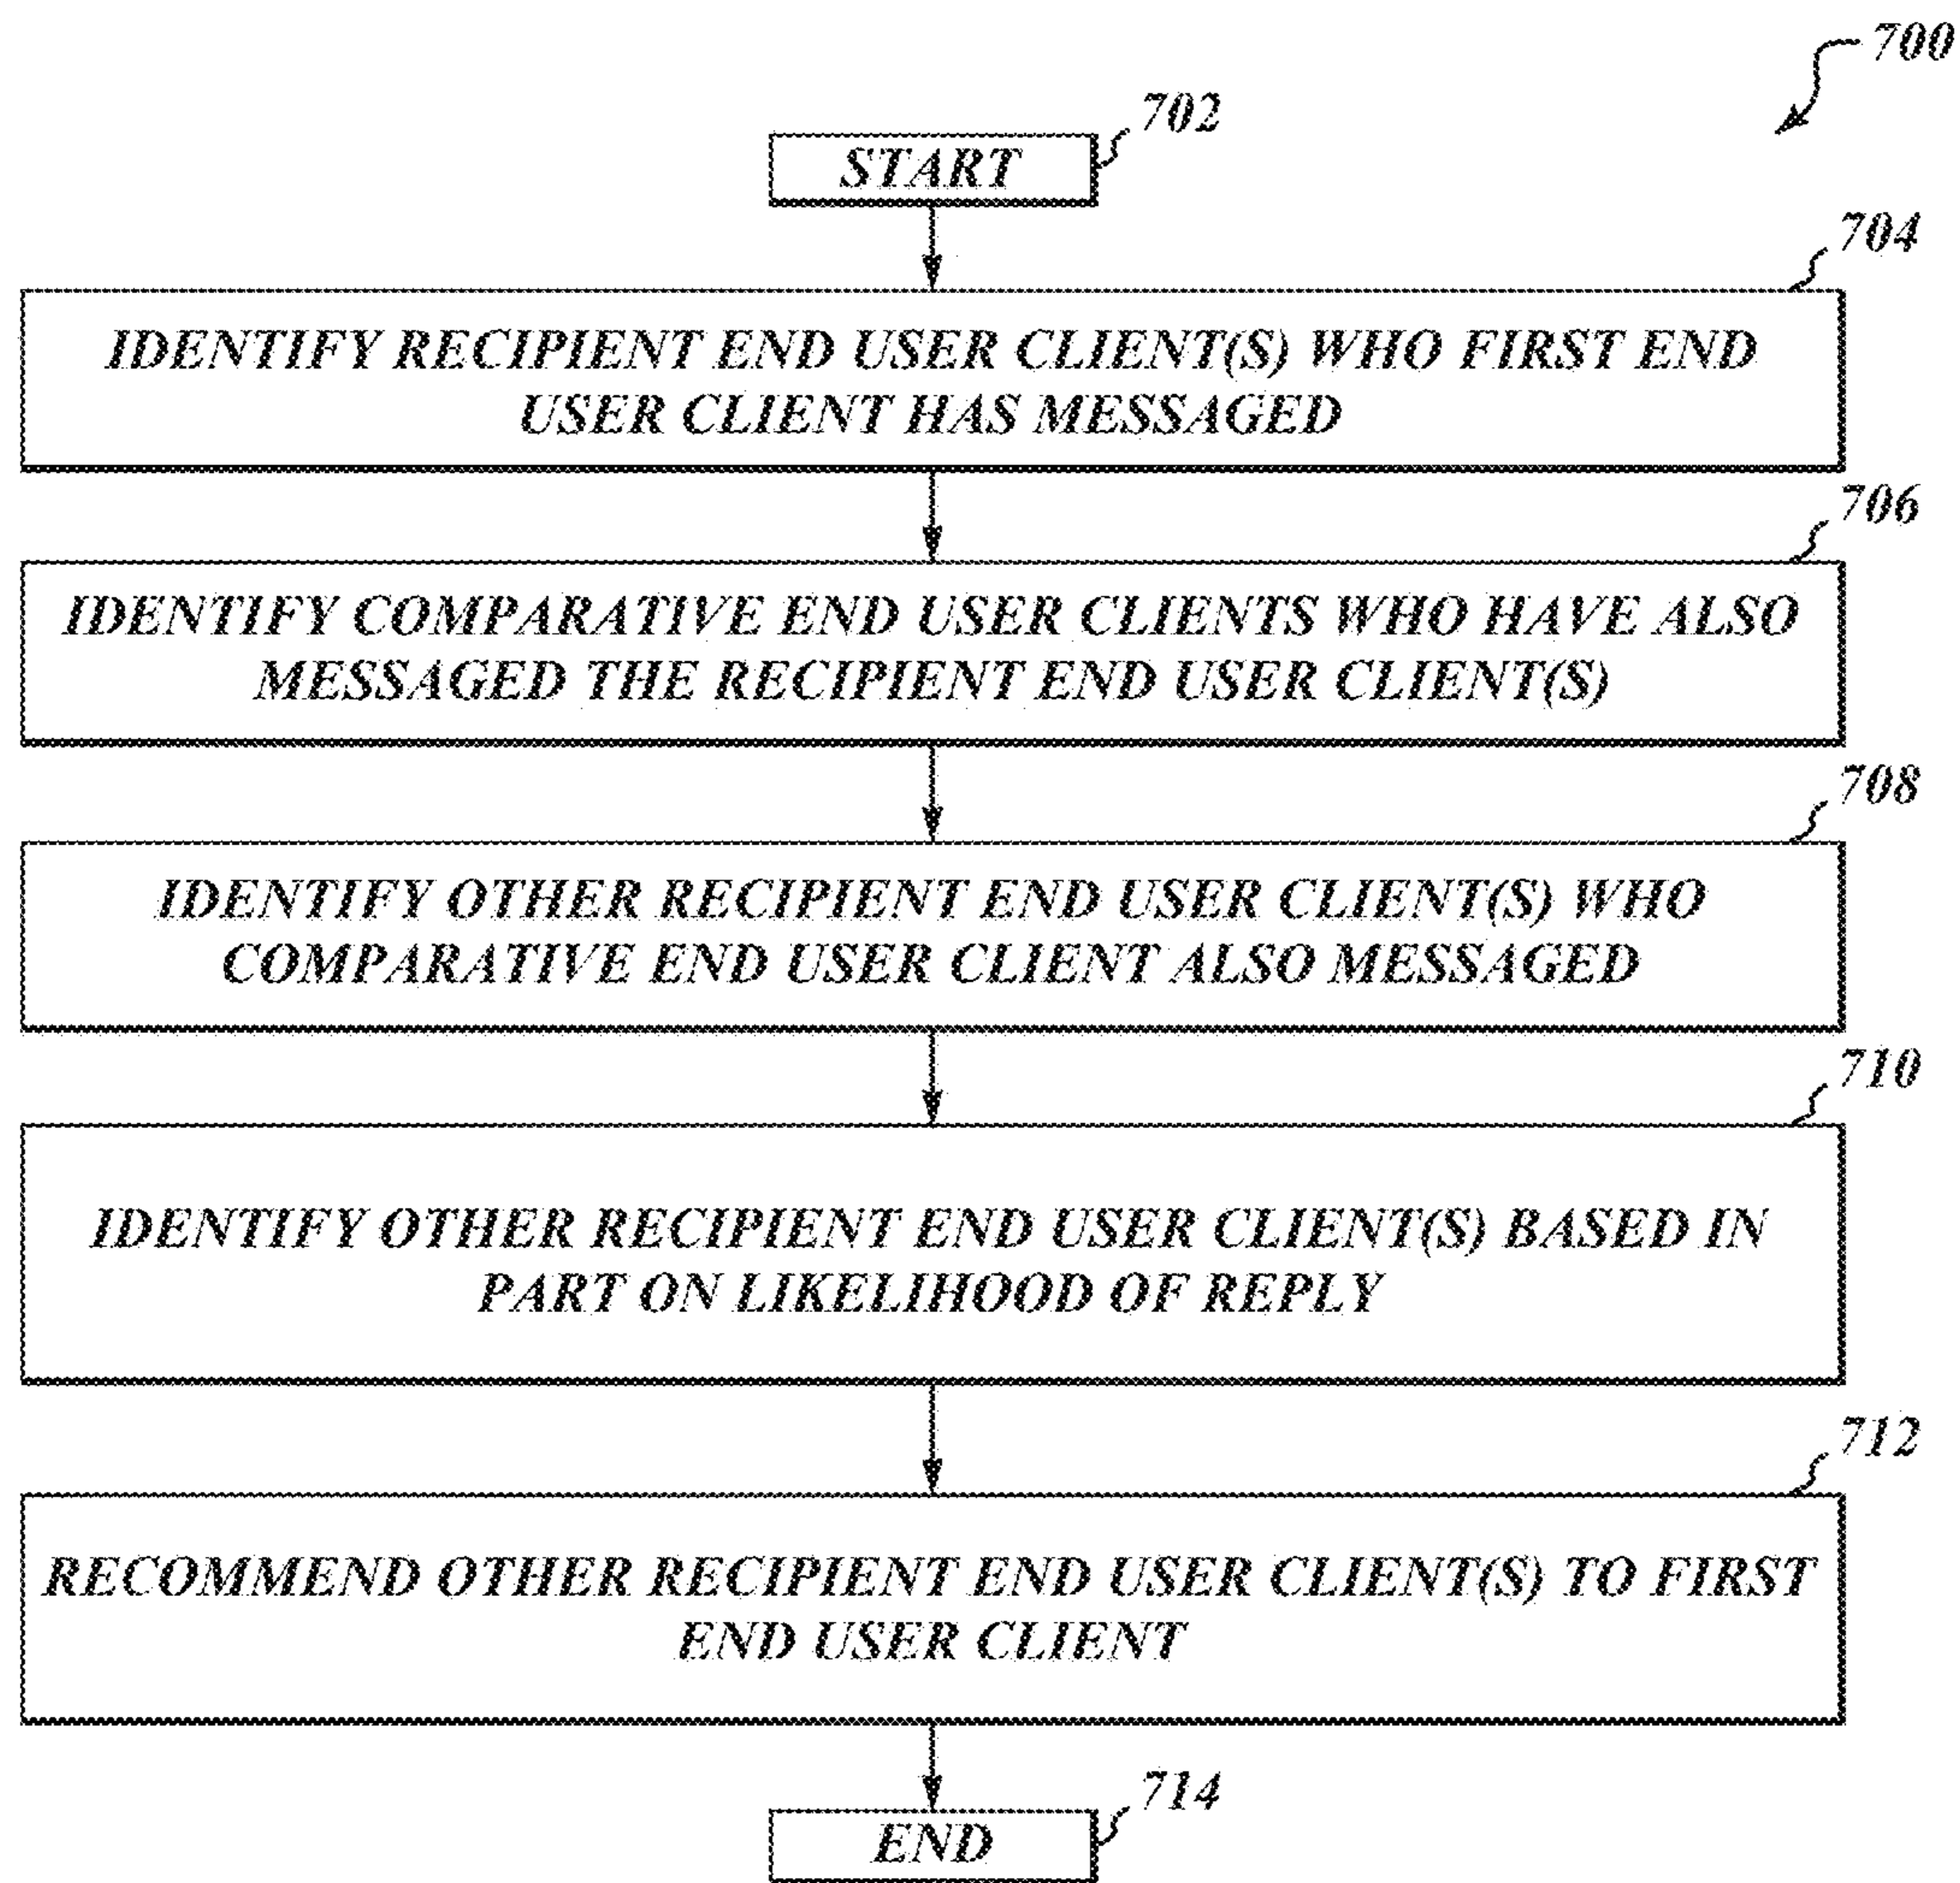 700
702
START
704
IDENTIFY RECIPIENT END USER CLIENT(S) WHO FIRST END
USER CLIENT HAS MESSAGED
706
IDENTIFY COMPARATIVE END USER CLIENTS WHO HAVE ALSO
MESSAGED THE RECIPIENT END USER CLIENT(S)
708
IDENTIFY OTHER RECIPIENT END USER CLIENT(S) WHO
COMPARATIVE END USER CLIENT ALSO MESSAGED
710
IDENTIFY OTHER RECIPIENT END USER CLIENT(S) BASED IN
PART ON LIKELIHOOD OF REPLY
712
RECOMMEND OTHER RECIPIENT END USER CLIENT(S) TO FIRST
END USER CLIENT
714
END